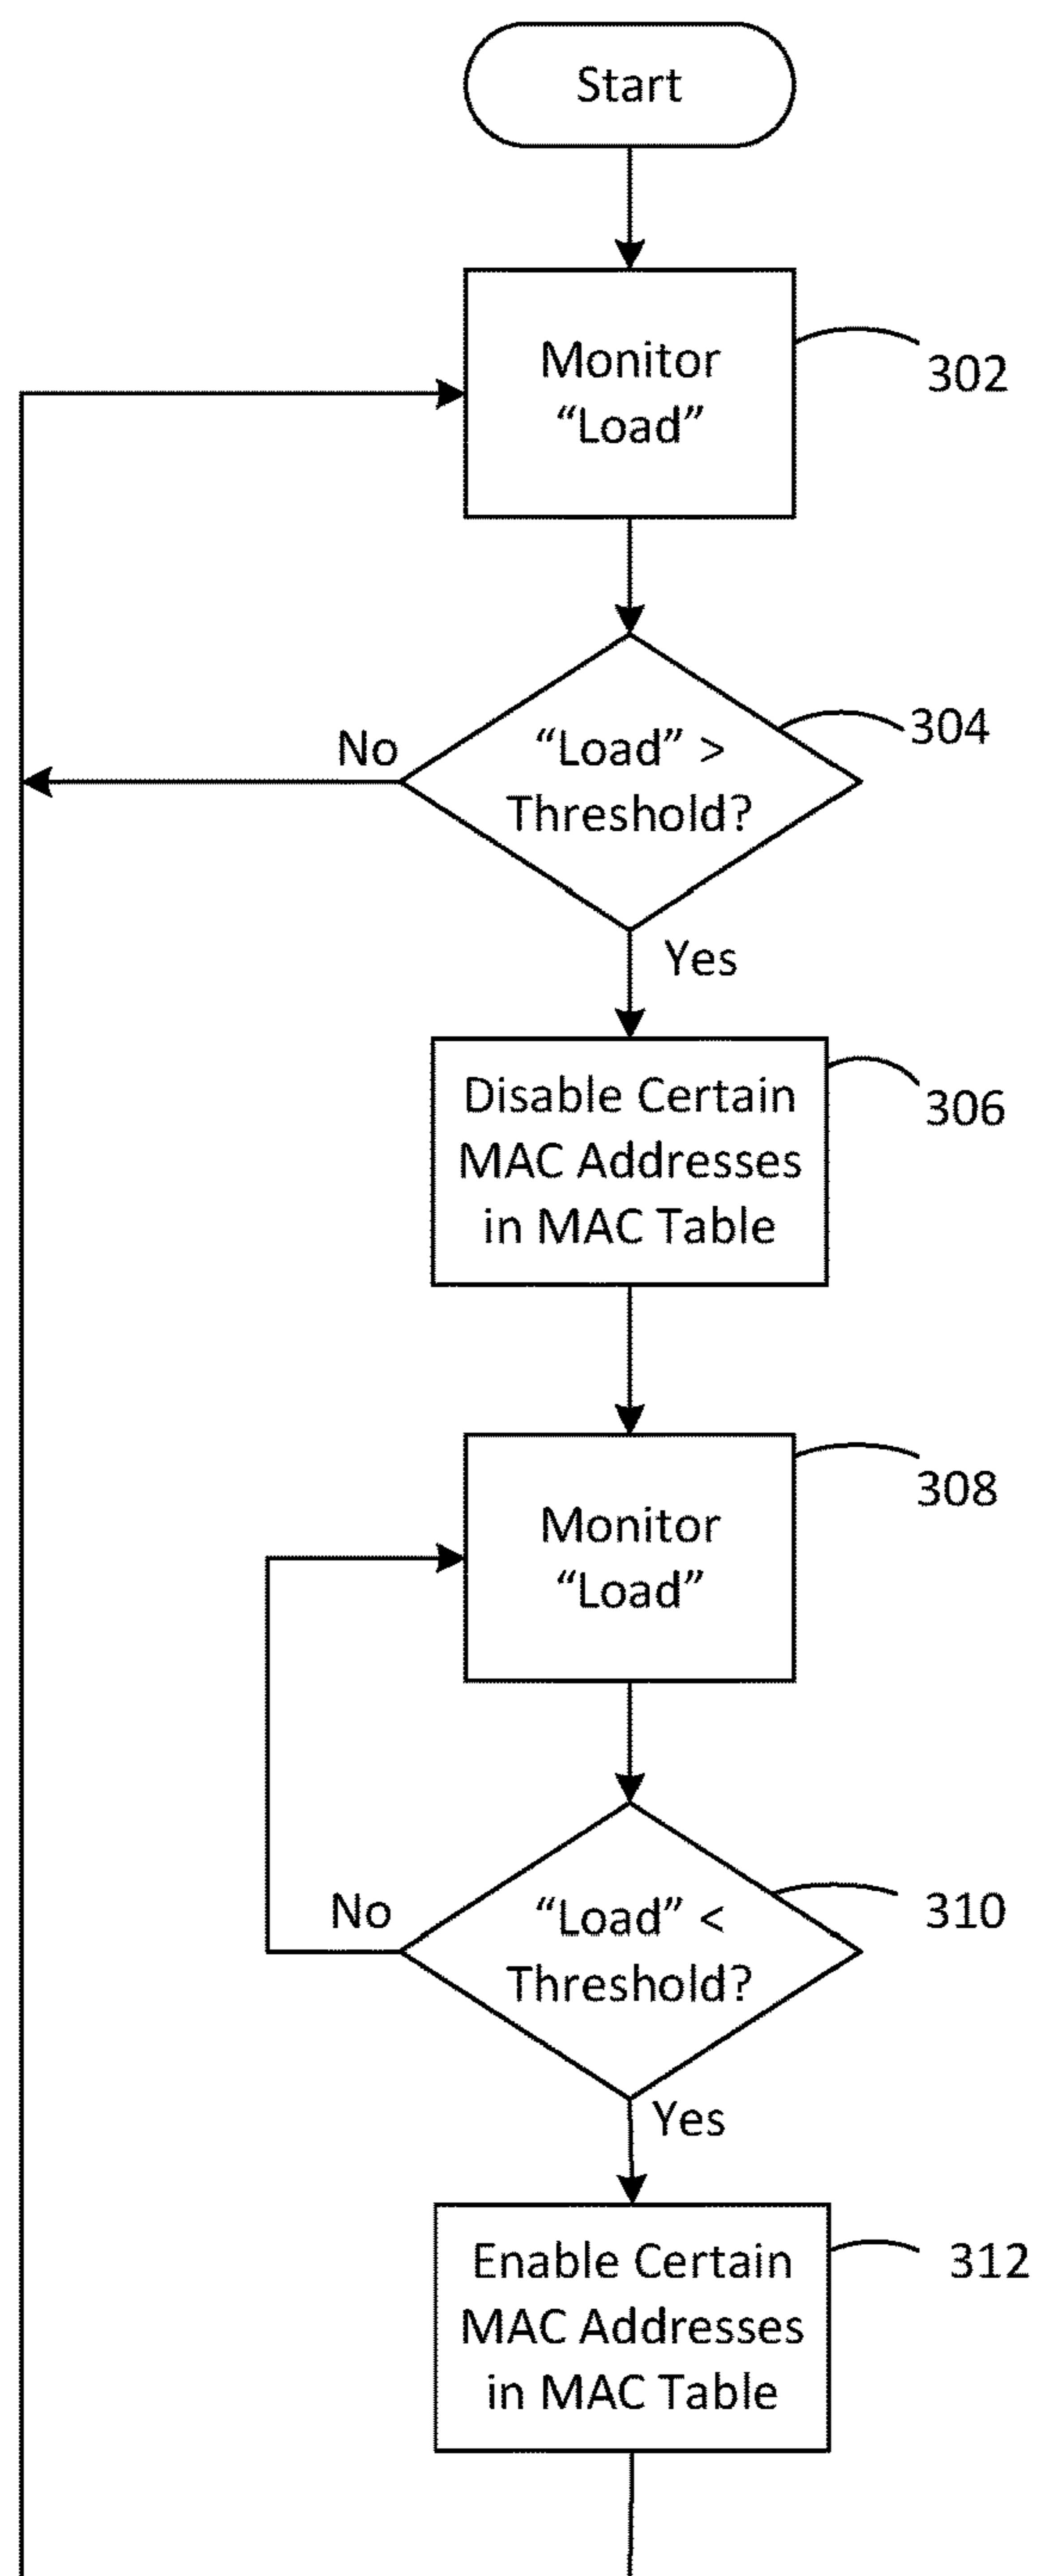 Start
Monitor
“Load”
302
“Load” >
Threshold?
304
No
Yes
Disable Certain
MAC Addresses
in MAC Table
306
Monitor
“Load”
308
“Load” <
Threshold?
310
No
Yes
Enable Certain
MAC Addresses
in MAC Table
312